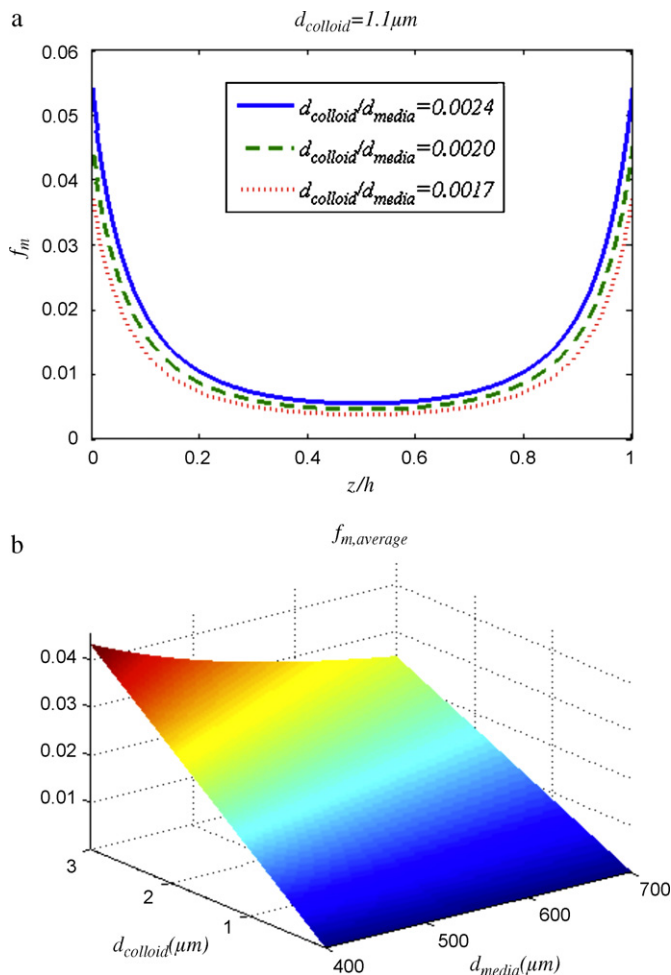 a
d_colloid=1.1μm
0.06
0.05
0.04
0.03
0.02
0.01
0
f_m
d_colloid/d_media=0.0024
d_colloid/d_media=0.0020
d_colloid/d_media=0.0017
0 0.2 0.4 0.6 0.8 1
z/h
b
f_m,average
0.04
0.03
0.02
0.01
3
2
1
d_colloid(μm)
400
500
600
700
d_media(μm)